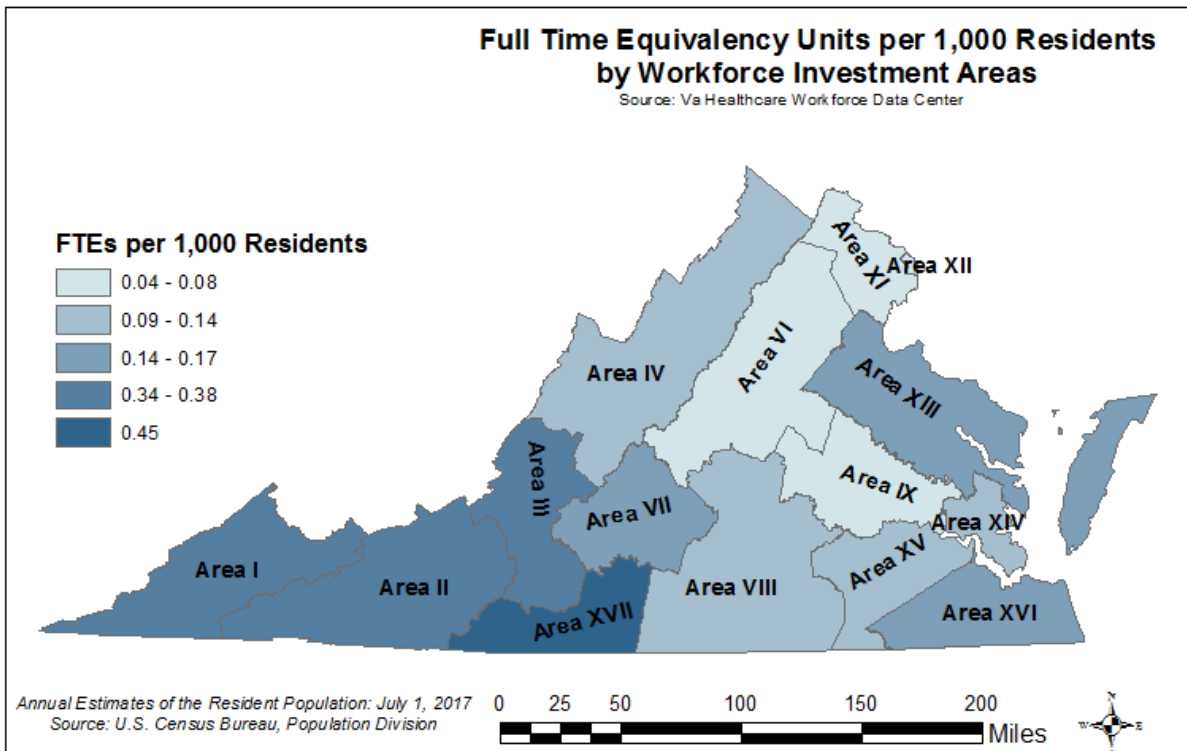 Full Time Equivalency Units per 1,000 Residents
by Workforce Investment Areas
Source: Va Healthcare Workforce Data Center
FTEs per 1,000 Residents
0.04 - 0.08
0.09 - 0.14
0.14 - 0.17
0.34 - 0.38
0.45
Area XI
Area XII
Area VI
Area IV
Area XIII
Area III
Area IX
Area VII
Area XIV
Area XV
Area I
Area II
Area VIII
Area XVII
Area XVI
Annual Estimates of the Resident Population: July 1, 2017
Source: U.S. Census Bureau, Population Division
0 25 50 100 150 200
Miles
N
W E
S